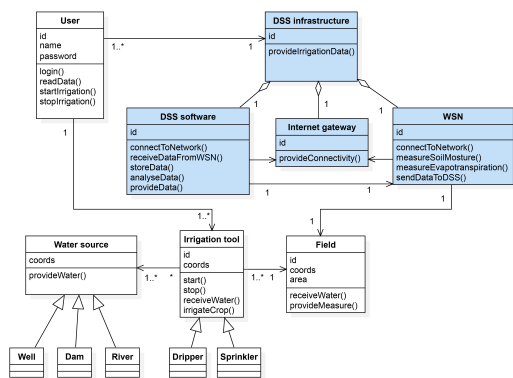 User
id
name
password
login()
readData()
startIrrigation()
stopIrrigation()
1..*
1
DSS infrastructure
id
provideIrrigationData()
1
1
1
DSS software
id
connectToNetwork()
receiveDataFromWSN()
storeData()
analyseData()
provideData()
Internet gateway
id
provideConnectivity()
WSN
id
connectToNetwork()
measureSoilMosture()
measureEvapotranspiration()
sendDataToDSS()
1
1
1
1
1..*
1
Water source
coords
provideWater()
1..*
*
Irrigation tool
id
coords
start()
stop()
receiveWater()
irrigateCrop()
1..*
1
Field
id
coords
area
receiveWater()
provideMeasure()
Well
Dam
River
Dripper
Sprinkler